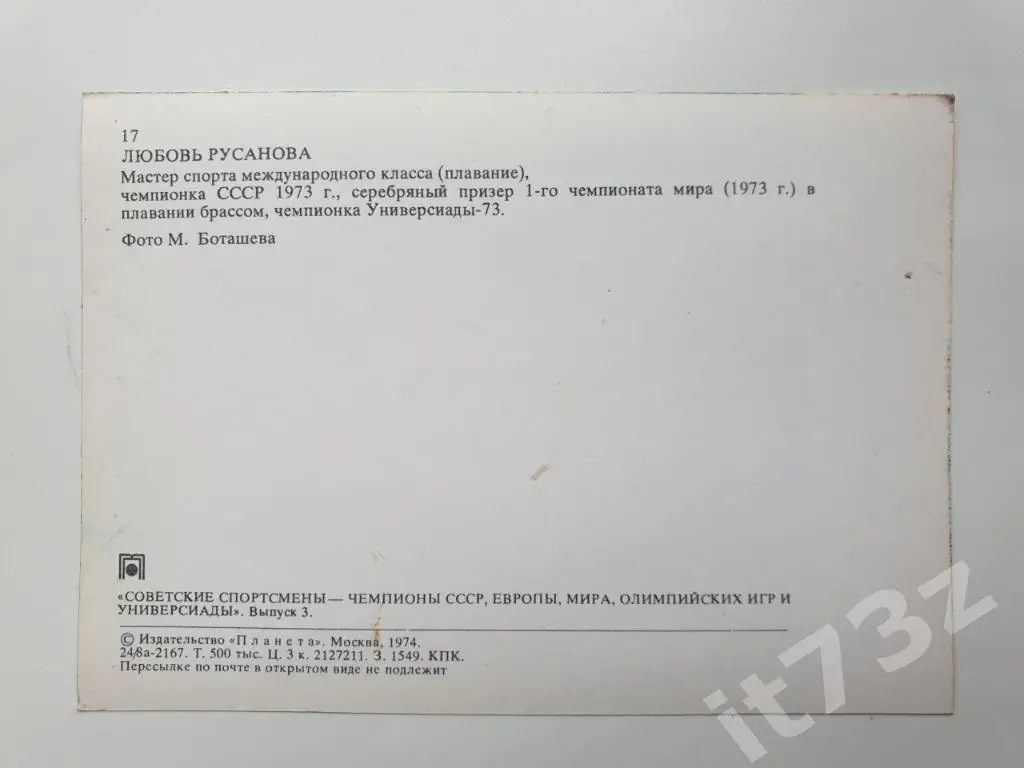 17
ЛЮБОВЬ РУСАНОВА
Мастер спорта международного класса (плавание),
чемпионка СССР 1973 г., серебряный призер 1-го чемпионата мира (1973 г.) в
плавании брассом, чемпионка Универсиады-73.
Фото М. Боташева
«СОВЕТСКИЕ СПОРТСМЕНЫ — ЧЕМПИОНЫ СССР, ЕВРОПЫ, МИРА, ОЛИМПИЙСКИХ ИГР И
УНИВЕРСИАДЫ». Выпуск 3.
© Издательство «Планета». Москва, 1974.
24/8а-2167. Т. 500 тыс. Ц. 3 к. 2127211. З. 1549. КПК.
Пересылке по почте в открытом виде не подлежит
it73z